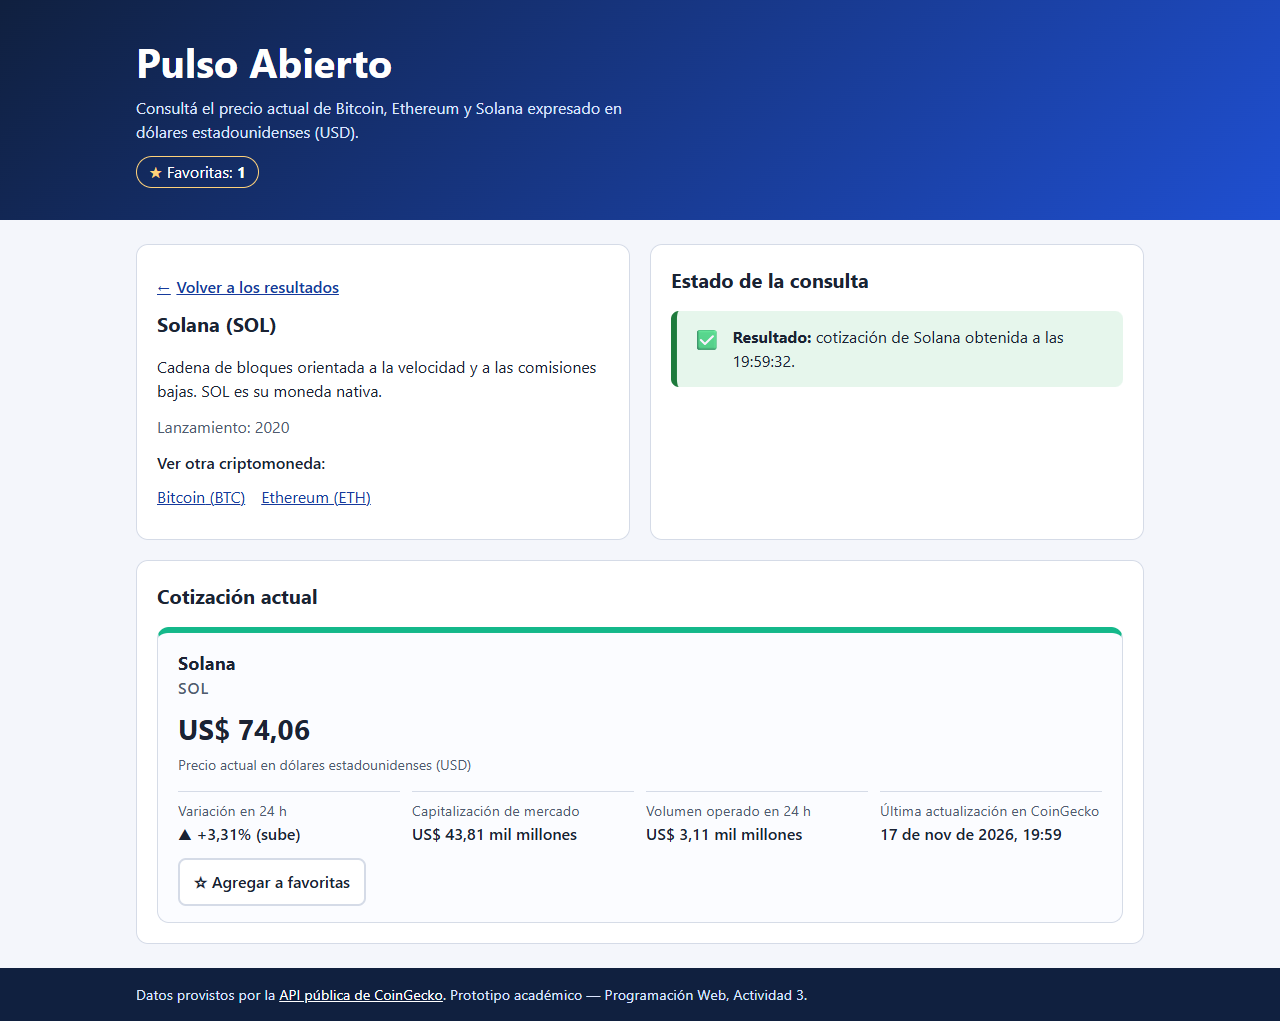 Pulso Abierto
Consultá el precio actual de Bitcoin, Ethereum y Solana expresado en
dólares estadounidenses (USD).
★ Favoritas: 1
← Volver a los resultados
Solana (SOL)
Cadena de bloques orientada a la velocidad y a las comisiones
bajas. SOL es su moneda nativa.
Lanzamiento: 2020
Ver otra criptomoneda:
Bitcoin (BTC) Ethereum (ETH)
Estado de la consulta
✅ Resultado: cotización de Solana obtenida a las
19:59:32.
Cotización actual
Solana
SOL
US$ 74,06
Precio actual en dólares estadounidenses (USD)
Variación en 24 h
▲ +3,31% (sube)
Capitalización de mercado
US$ 43,81 mil millones
Volumen operado en 24 h
US$ 3,11 mil millones
Última actualización en CoinGecko
17 de nov de 2026, 19:59
☆ Agregar a favoritas
Datos provistos por la API pública de CoinGecko. Prototipo académico — Programación Web, Actividad 3.